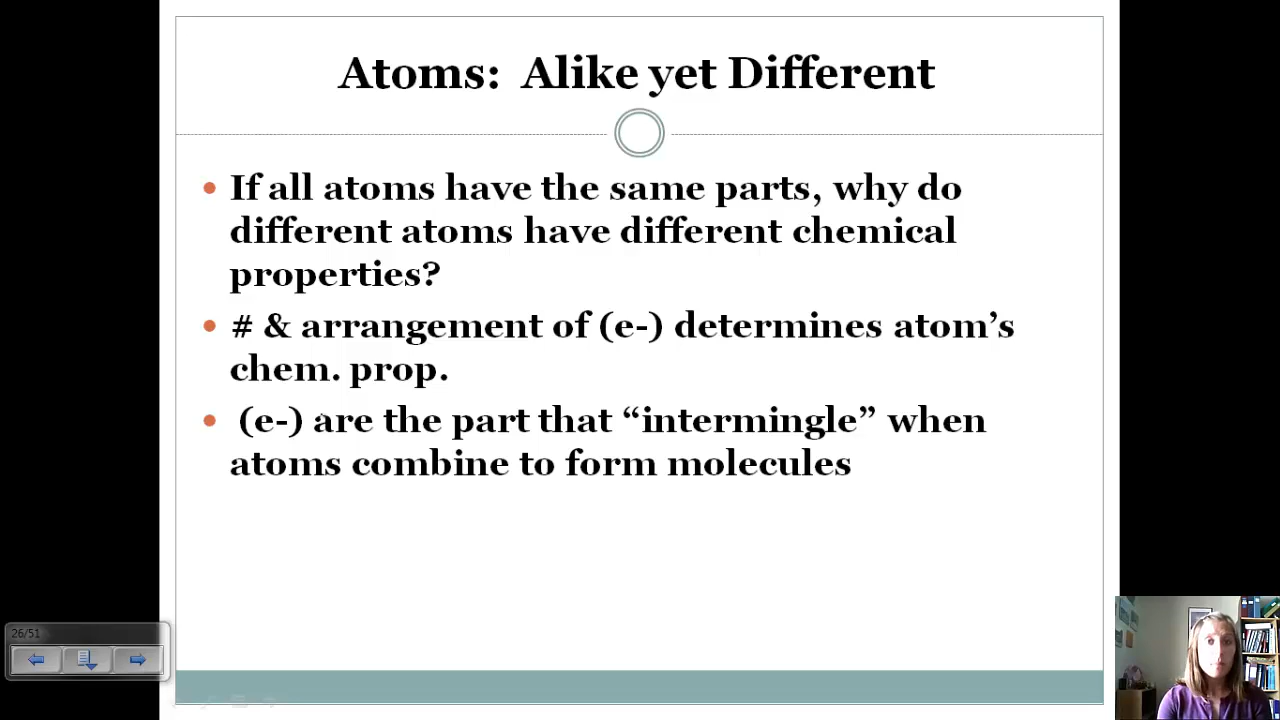 Atoms: Alike yet Different
If all atoms have the same parts, why do
different atoms have different chemical
properties?
# & arrangement of (e-) determines atom’s
chem. prop.
(e-) are the part that “intermingle” when
atoms combine to form molecules
26/51